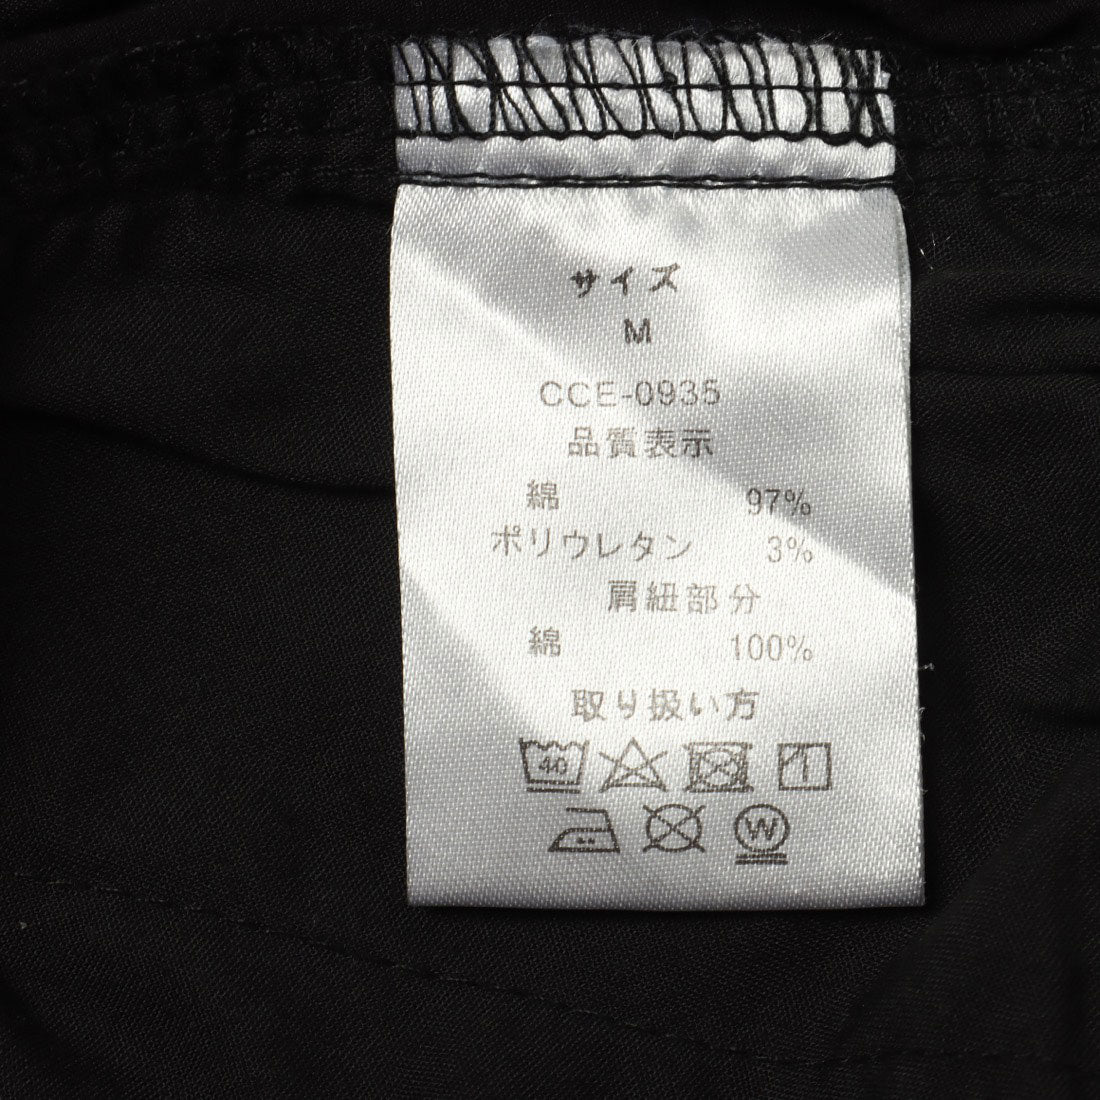 サイズ
M
CCE-0935
品質表示
綿 97%
ポリウレタン 3%
肩紐部分
綿 100%
取り扱い方
40
W